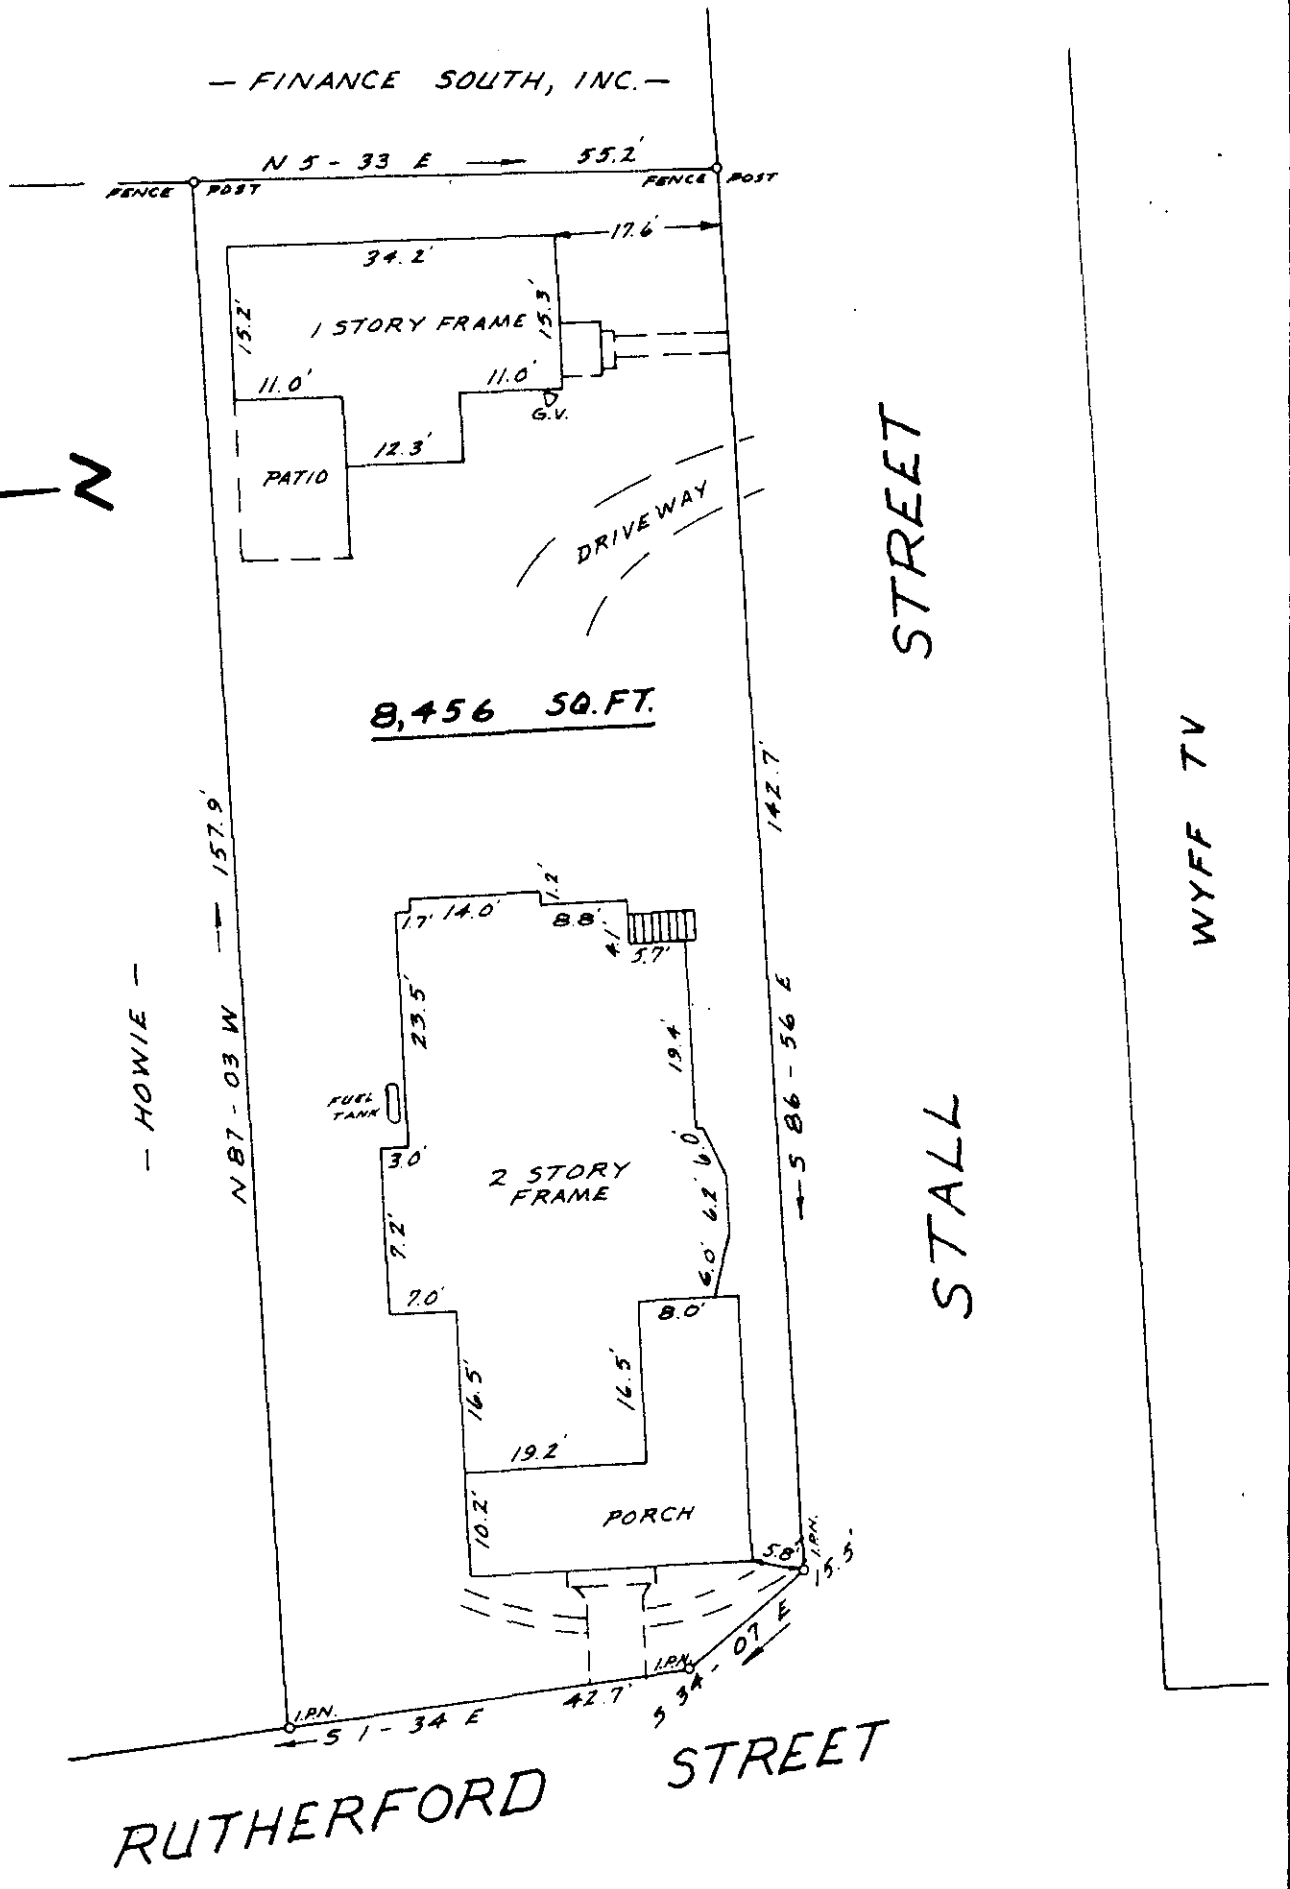 — FINANCE SOUTH, INC. —
N 5 - 33 E 55.2'
FENCE POST
FENCE POST
17.6'
34.2'
15.2'
1 STORY FRAME
15.3'
11.0'
11.0'
G.V.
12.3'
PATIO
N
DRIVEWAY
STREET
8,456 SQ.FT.
WYFF TV
142.7'
157.9'
1.2'
1.7'
14.0'
8.8'
4.1'
5.7'
- HOWIE -
N 87 - 03 W
23.5'
19.4'
S 86 - 56 E
FUEL
TANK
3.0'
6.0'
2 STORY
FRAME
6.2'
7.2'
6.0'
STALL
7.0'
8.0'
16.5'
16.5'
19.2'
10.2'
PORCH
5.8'
I.P.N.
15.5'
S 34 - 07 E
I.P.N.
42.7'
I.P.N.
S 1 - 34 E
RUTHERFORD STREET